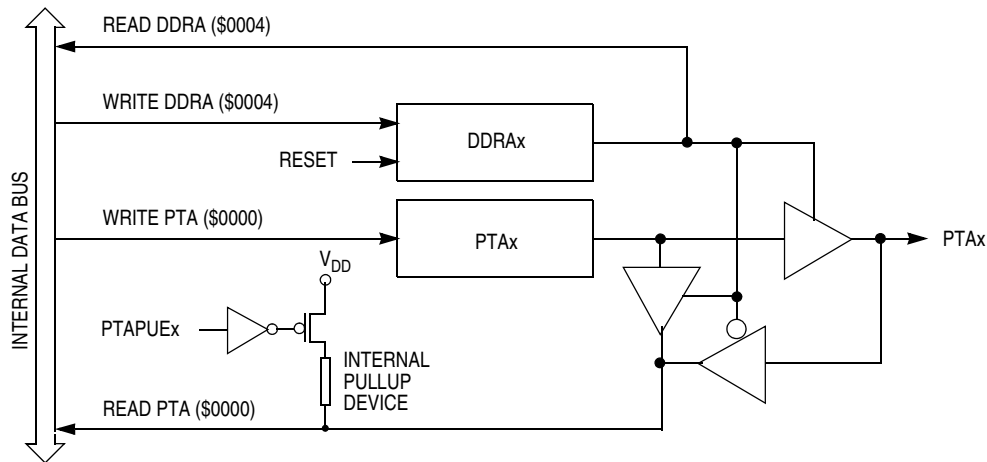 READ DDRA ($0004)
WRITE DDRA ($0004)
DDRAx
RESET
INTERNAL DATA BUS
WRITE PTA ($0000)
PTAx
PTAx
VDD
PTAPUEx
INTERNAL
PULLUP
DEVICE
READ PTA ($0000)